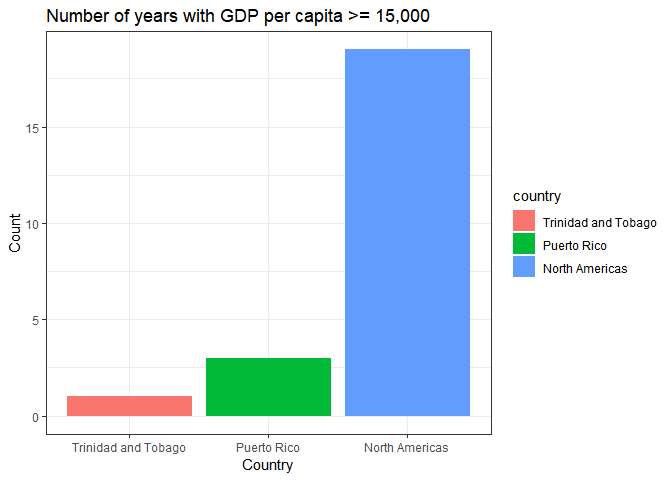 Number of years with GDP per capita >= 15,000
Count
15
10
5
0
Trinidad and Tobago
Puerto Rico
North Americas
Country
country
Trinidad and Tobago
Puerto Rico
North Americas